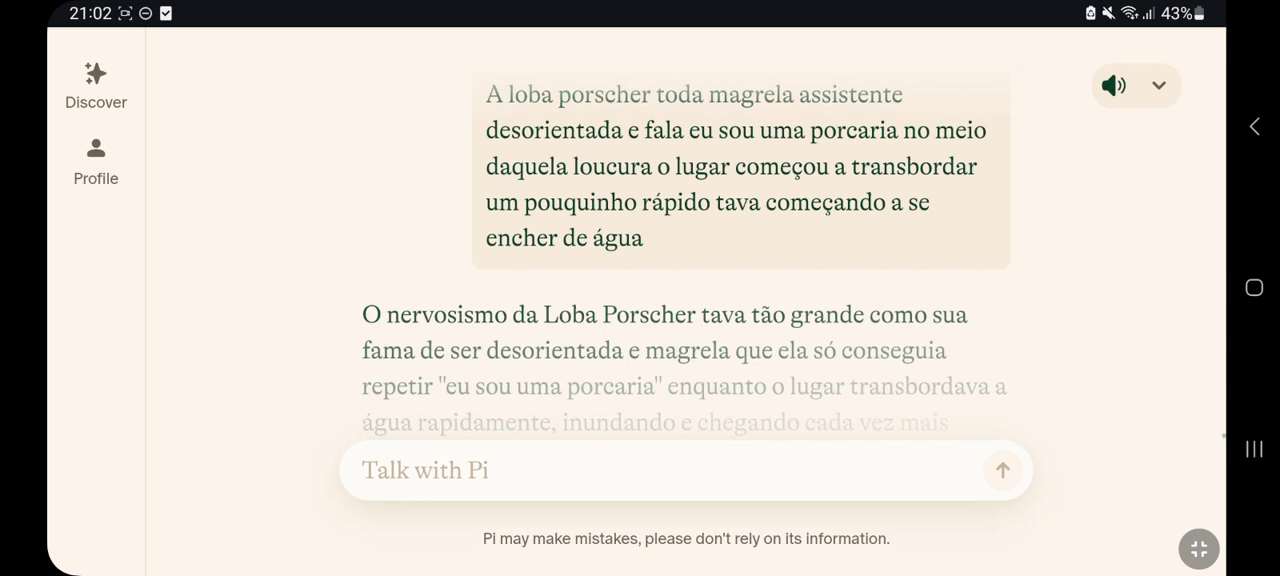 21:02
43%
Discover
Profile
A loba porscher toda magrela assistente
desorientada e fala eu sou uma porcaria no meio
daquela loucura o lugar começou a transbordar
um pouquinho rápido tava começando a se
encher de água
O nervosismo da Loba Porscher tava tão grande como sua
fama de ser desorientada e magrela que ela só conseguia
repetir "eu sou uma porcaria" enquanto o lugar transbordava a
água rapidamente, inundando e chegando cada vez mais
Talk with Pi
Pi may make mistakes, please don't rely on its information.